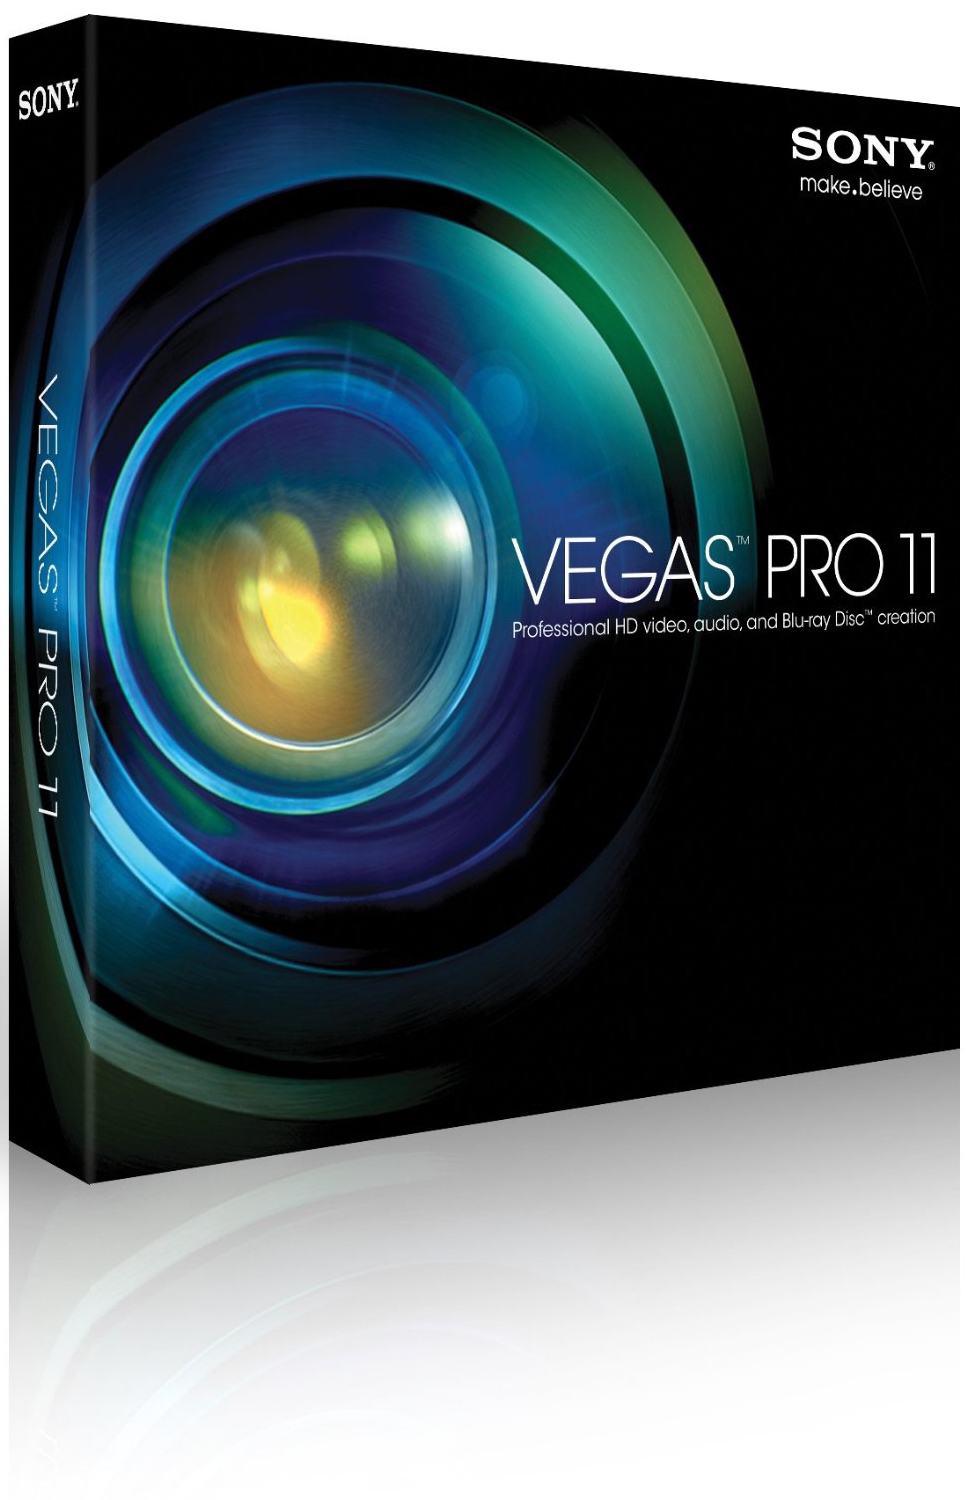 SONY
VEGAS™ PRO 11
SONY®
make.believe
VEGAS™ PRO 11
Professional HD video, audio, and Blu-ray Disc™ creation